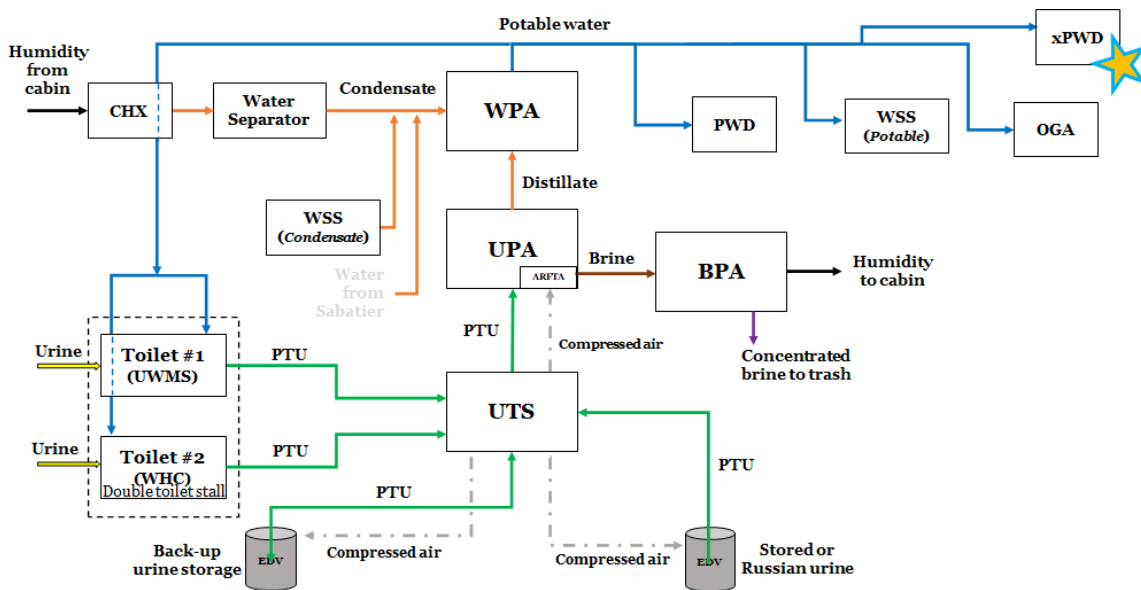 Potable water
xPWD
Humidity
from
cabin
CHX
Water
Separator
Condensate
WPA
PWD
WSS
(Potable)
OGA
Distillate
WSS
(Condensate)
UPA
ARFTA
Brine
BPA
Humidity
to cabin
Water
from
Sabatier
PTU
Compressed air
Concentrated
brine to trash
Urine
Toilet #1
(UWMS)
PTU
UTS
Urine
Toilet #2
(WHC)
Double toilet stall
PTU
PTU
PTU
Back-up
urine storage
EDV
Compressed air
Compressed air
EDV
Stored or
Russian urine